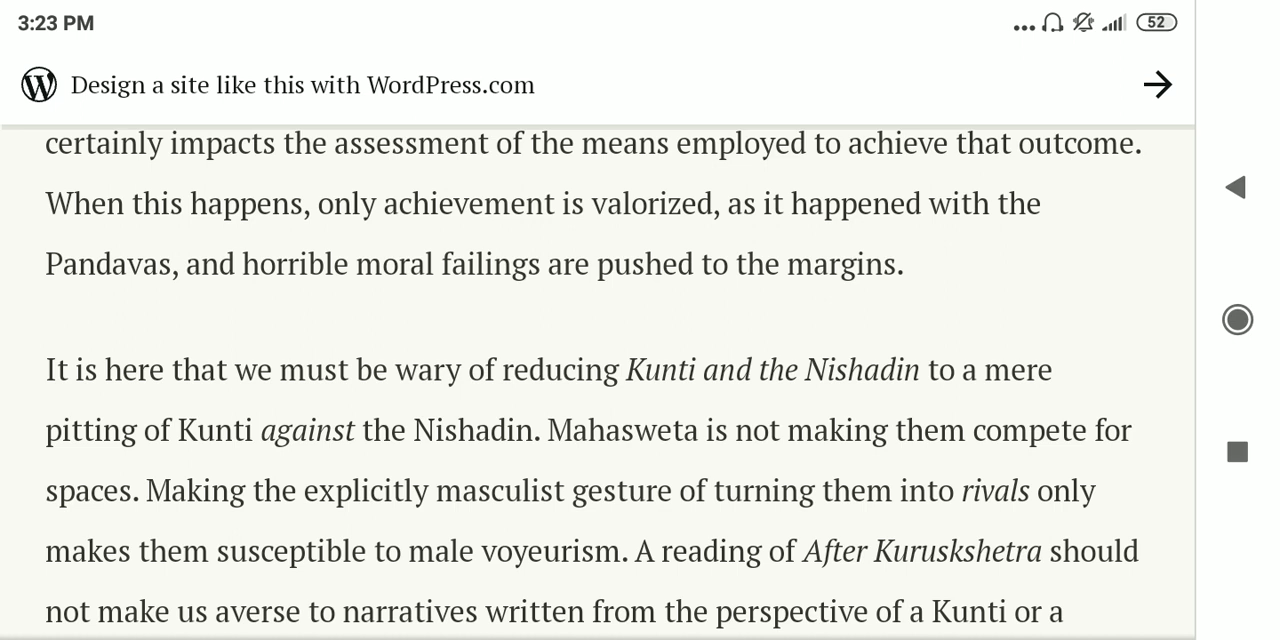 3:23 PM
52
Design a site like this with WordPress.com
certainly impacts the assessment of the means employed to achieve that outcome.
When this happens, only achievement is valorized, as it happened with the
Pandavas, and horrible moral failings are pushed to the margins.
It is here that we must be wary of reducing Kunti and the Nishadin to a mere
pitting of Kunti against the Nishadin. Mahasweta is not making them compete for
spaces. Making the explicitly masculist gesture of turning them into rivals only
makes them susceptible to male voyeurism. A reading of After Kuruskshetra should
not make us averse to narratives written from the perspective of a Kunti or a